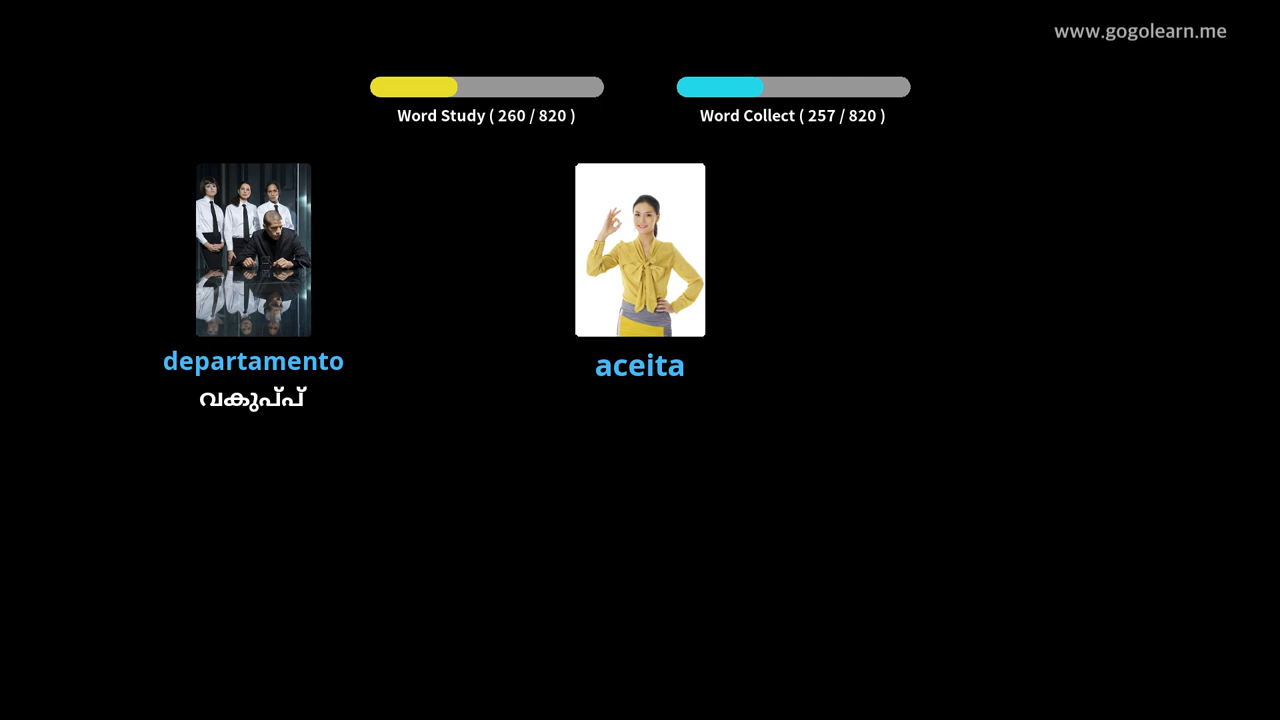 www.gogolearn.me
Word Study ( 260 / 820 )
Word Collect ( 257 / 820 )
departamento
വകുപ്പ്
aceita